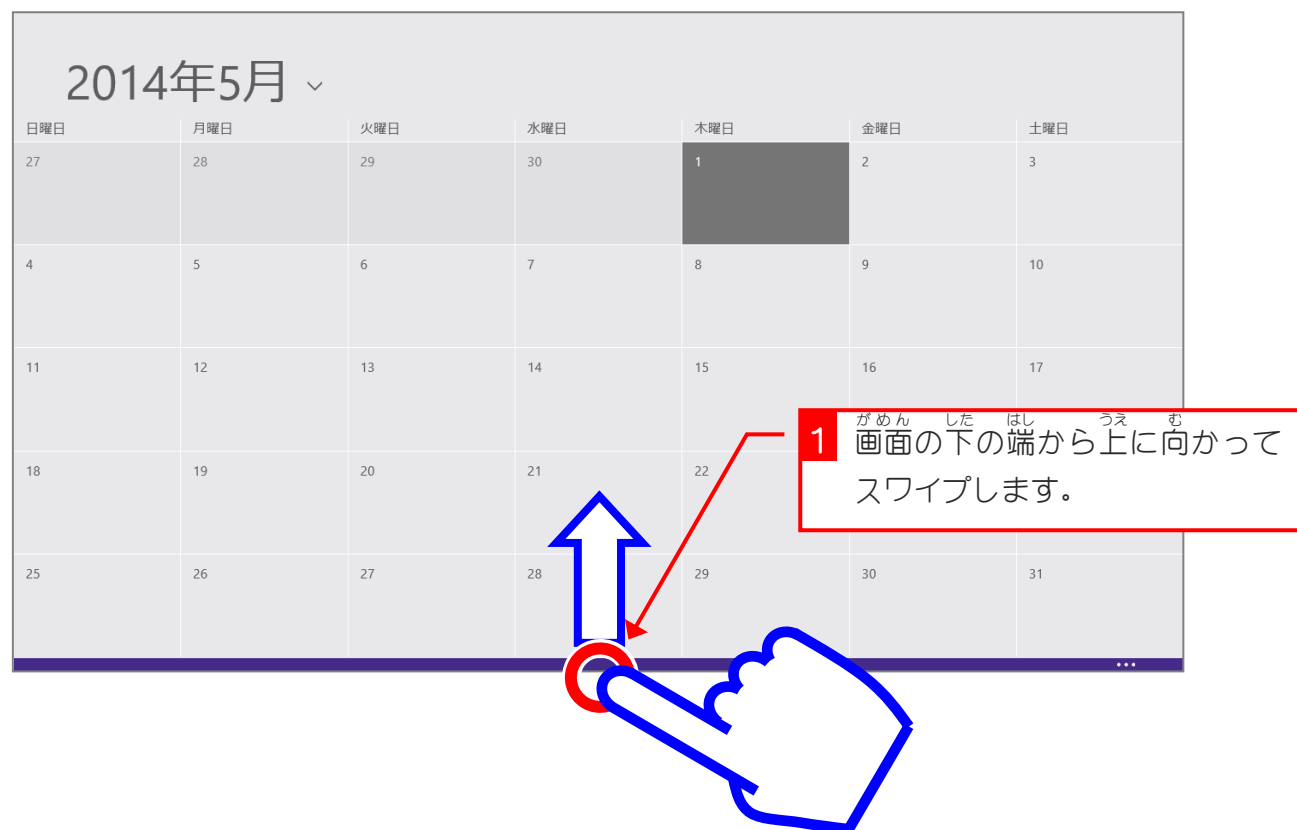 2014年5月
日曜日 月曜日 火曜日 水曜日 木曜日 金曜日 土曜日
27 28 29 30 1 2 3
4 5 6 7 8 9 10
11 12 13 14 15 16 17
がめん した はし うえ む
1 画面の下の端から上に向かって
スワイプします。
18 19 20 21 22
25 26 27 28 29 30 31